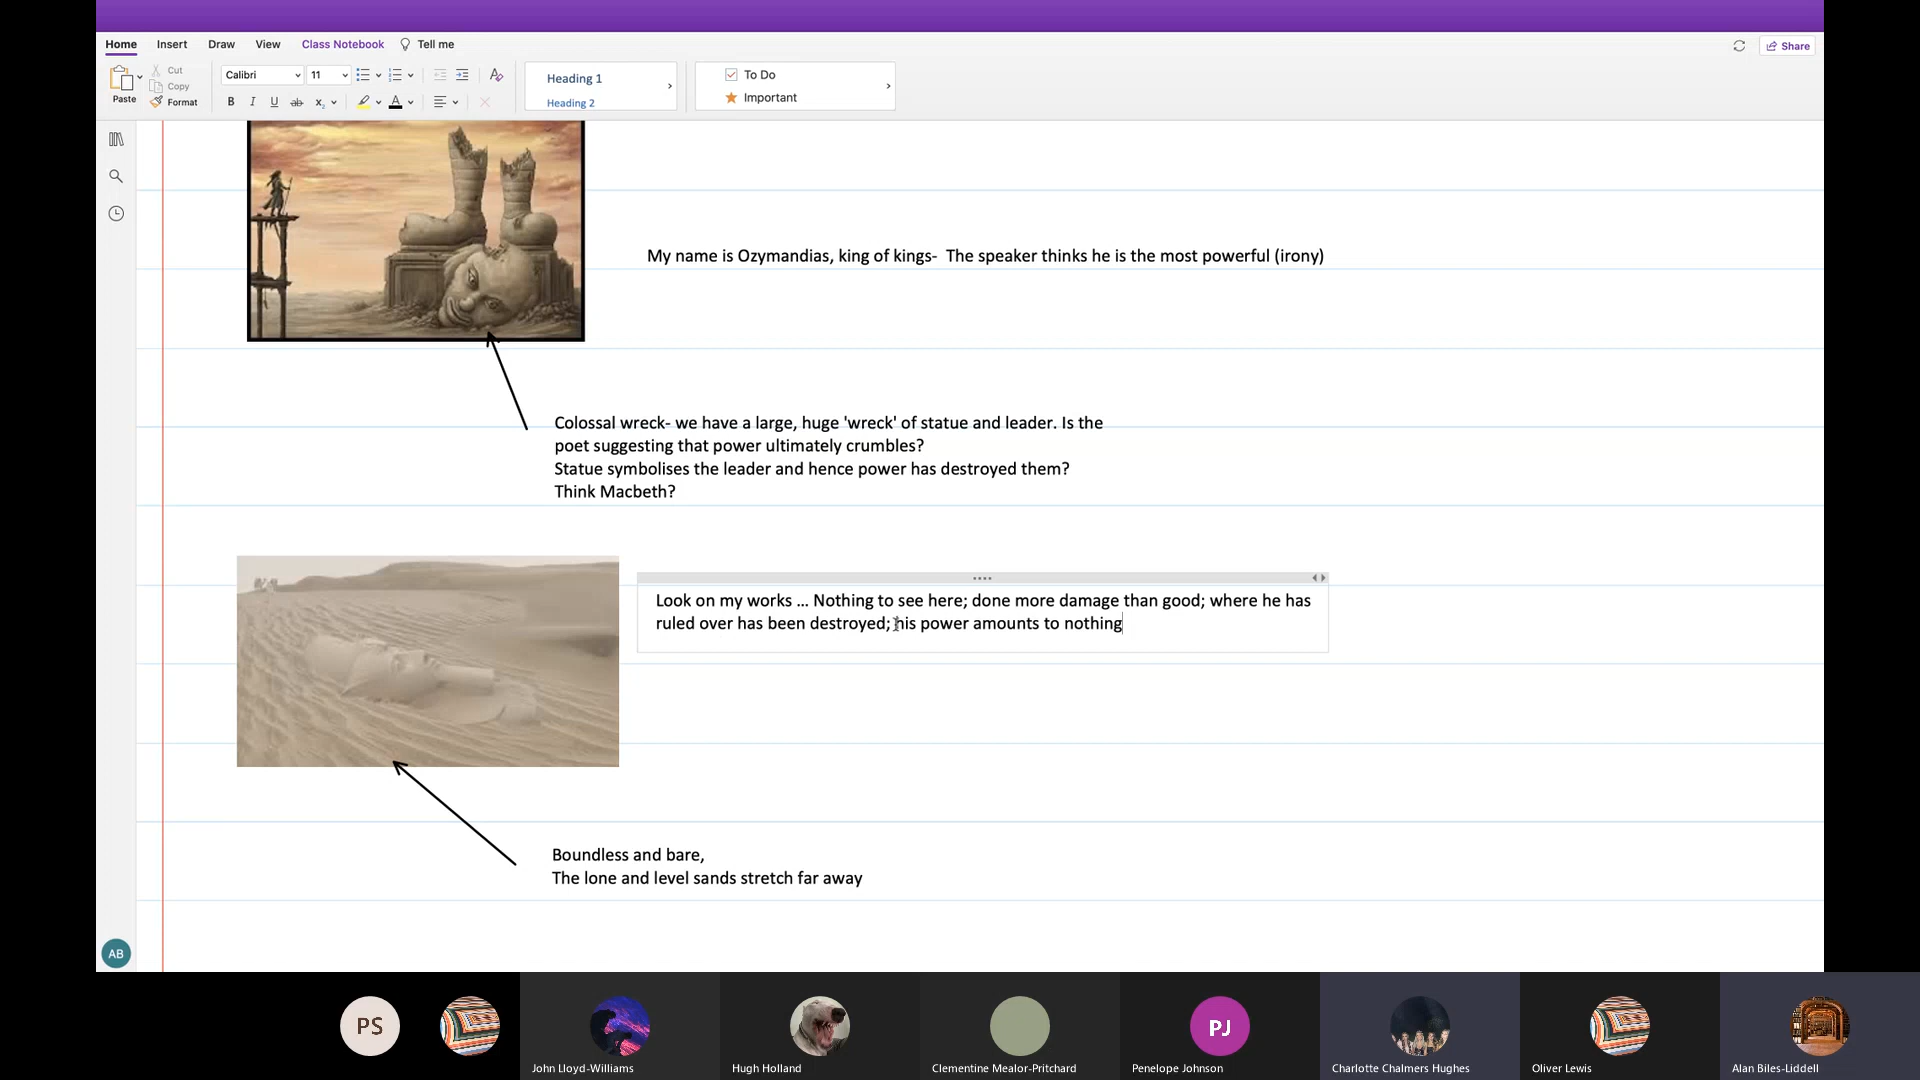 Home Insert Draw View Class Notebook Tell me
Share
Paste
Cut
Copy
Format
Calibri 11
B I U ab x₂ A
Heading 1
Heading 2
To Do
Important
My name is Ozymandias, king of kings-  The speaker thinks he is the most powerful (irony)
Colossal wreck- we have a large, huge 'wreck' of statue and leader. Is the
poet suggesting that power ultimately crumbles?
Statue symbolises the leader and hence power has destroyed them?
Think Macbeth?
Look on my works ... Nothing to see here; done more damage than good; where he has
ruled over has been destroyed; his power amounts to nothing
Boundless and bare,
The lone and level sands stretch far away
AB
PS
PJ
John Lloyd-Williams
Hugh Holland
Clementine Mealor-Pritchard
Penelope Johnson
Charlotte Chalmers Hughes
Oliver Lewis
Alan Biles-Liddell